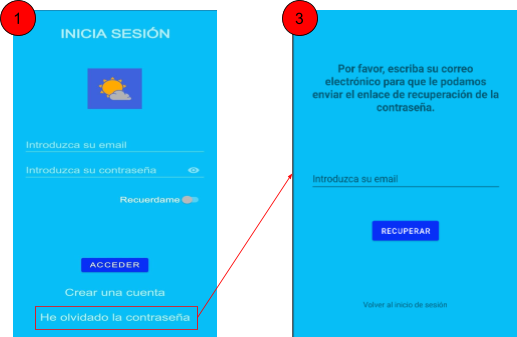 1
INICIA SESIÓN
Introduzca su email
Introduzca su contraseña
Recuerdame
ACCEDER
Crear una cuenta
He olvidado la contraseña
3
Por favor, escriba su correo
electrónico para que le podamos
enviar el enlace de recuperación de la
contraseña.
Introduzca su email
RECUPERAR
Volver al inicio de sesión